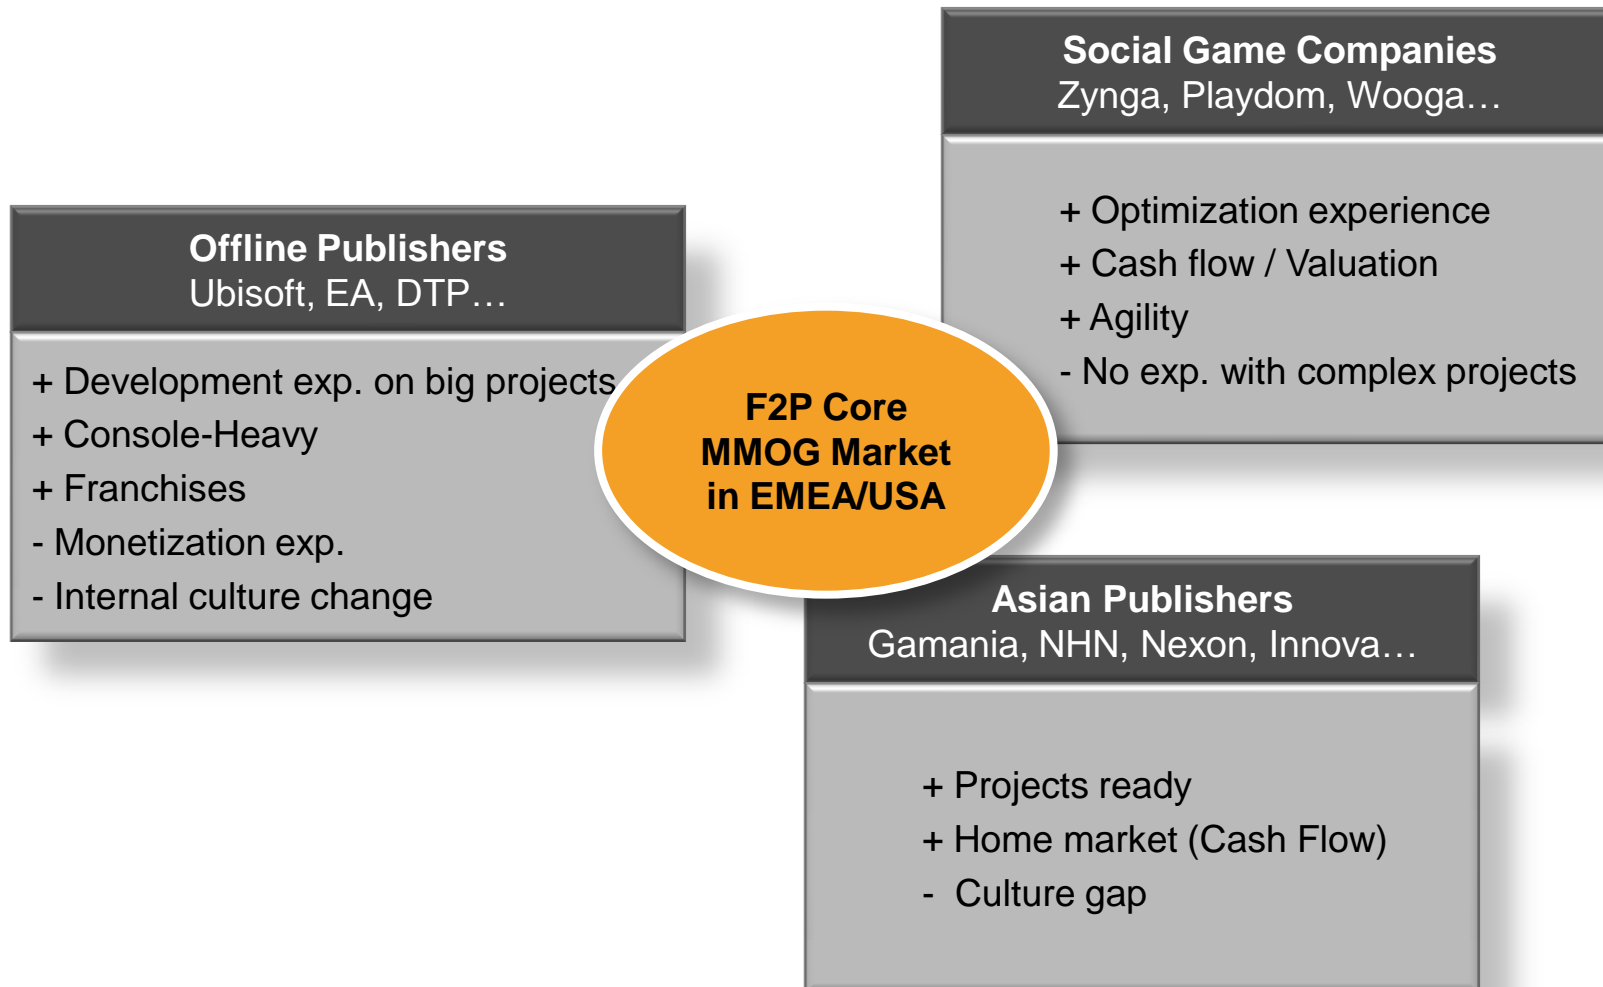 Social Game Companies
Zynga, Playdom, Wooga…
+ Optimization experience
+ Cash flow / Valuation
+ Agility
- No exp. with complex projects
Offline Publishers
Ubisoft, EA, DTP…
+ Development exp. on big projects
+ Console-Heavy
+ Franchises
- Monetization exp.
- Internal culture change
F2P Core
MMOG Market
in EMEA/USA
Asian Publishers
Gamania, NHN, Nexon, Innova…
+ Projects ready
+ Home market (Cash Flow)
- Culture gap